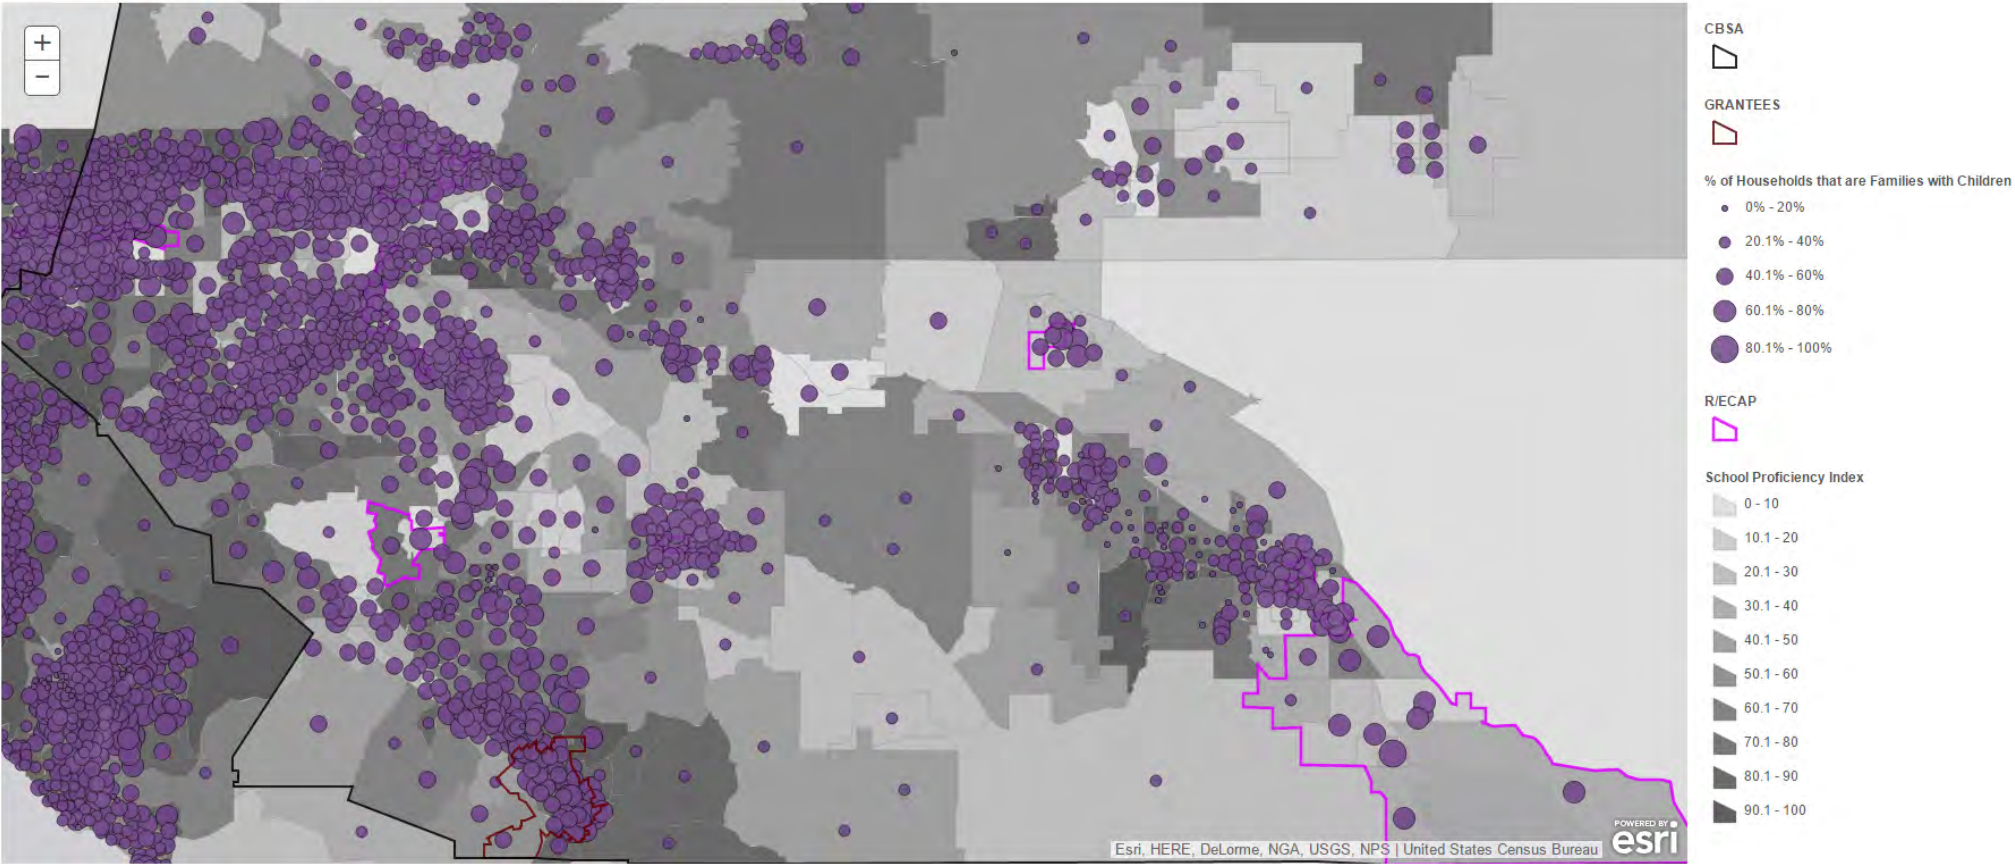 +
−
CBSA
GRANTEES
% of Households that are Families with Children
0% - 20%
20.1% - 40%
40.1% - 60%
60.1% - 80%
80.1% - 100%
R/ECAP
School Proficiency Index
0 - 10
10.1 - 20
20.1 - 30
30.1 - 40
40.1 - 50
50.1 - 60
60.1 - 70
70.1 - 80
80.1 - 90
90.1 - 100
POWERED BY
esri
Esri, HERE, DeLorme, NGA, USGS, NPS | United States Census Bureau